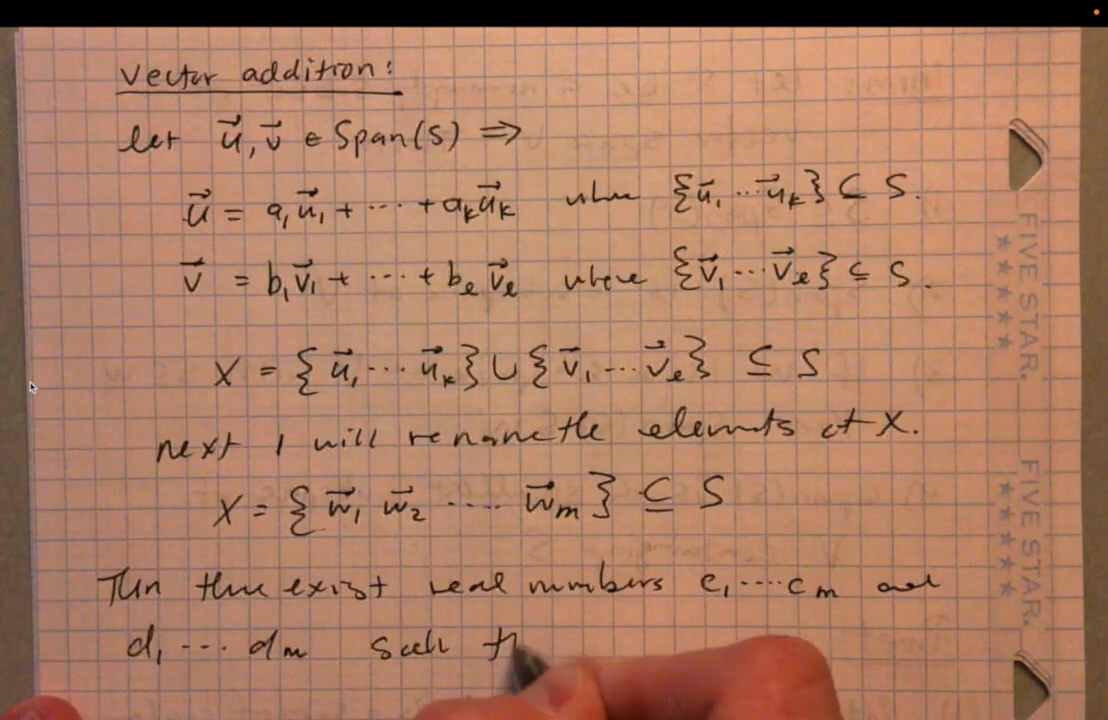 Vector addition:
let u⃗, v⃗ ∈ Span(S) ⇒
u⃗ = a₁u⃗₁ + ··· + aₖu⃗ₖ where {u⃗₁ ··· u⃗ₖ} ⊆ S.
v⃗ = b₁v⃗₁ + ··· + bₑv⃗ₑ where {v⃗₁ ··· v⃗ₑ} ⊆ S.
X = {u⃗₁ ··· u⃗ₖ} ∪ {v⃗₁ ··· v⃗ₑ} ⊆ S
next I will rename the elements of X.
X = {w⃗₁ w⃗₂ ···· w⃗ₘ} ⊆ S
Then there exist real numbers c₁ ···· cₘ and
d₁ ··· dₘ such th
FIVE STAR.
FIVE STAR.